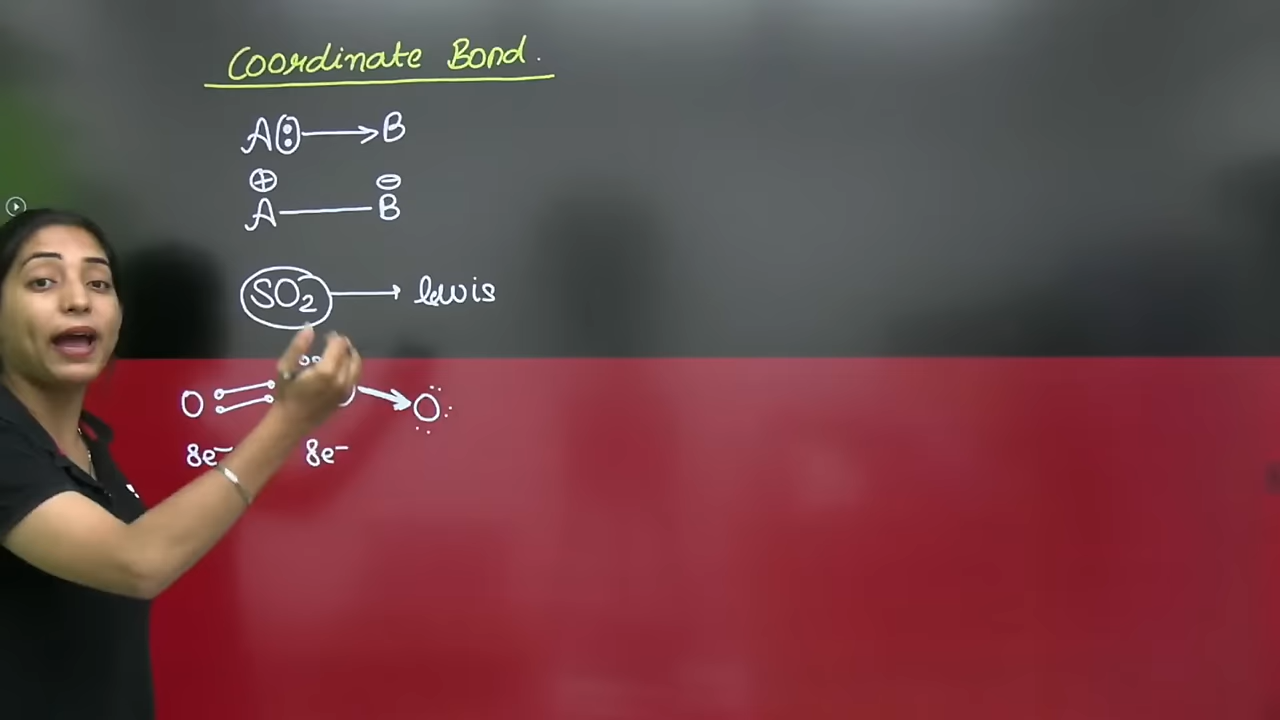 Coordinate Bond.
A: → B
⊕ ⊖
A — B
SO₂ → lewis
O = → O
8e⁻ 8e⁻